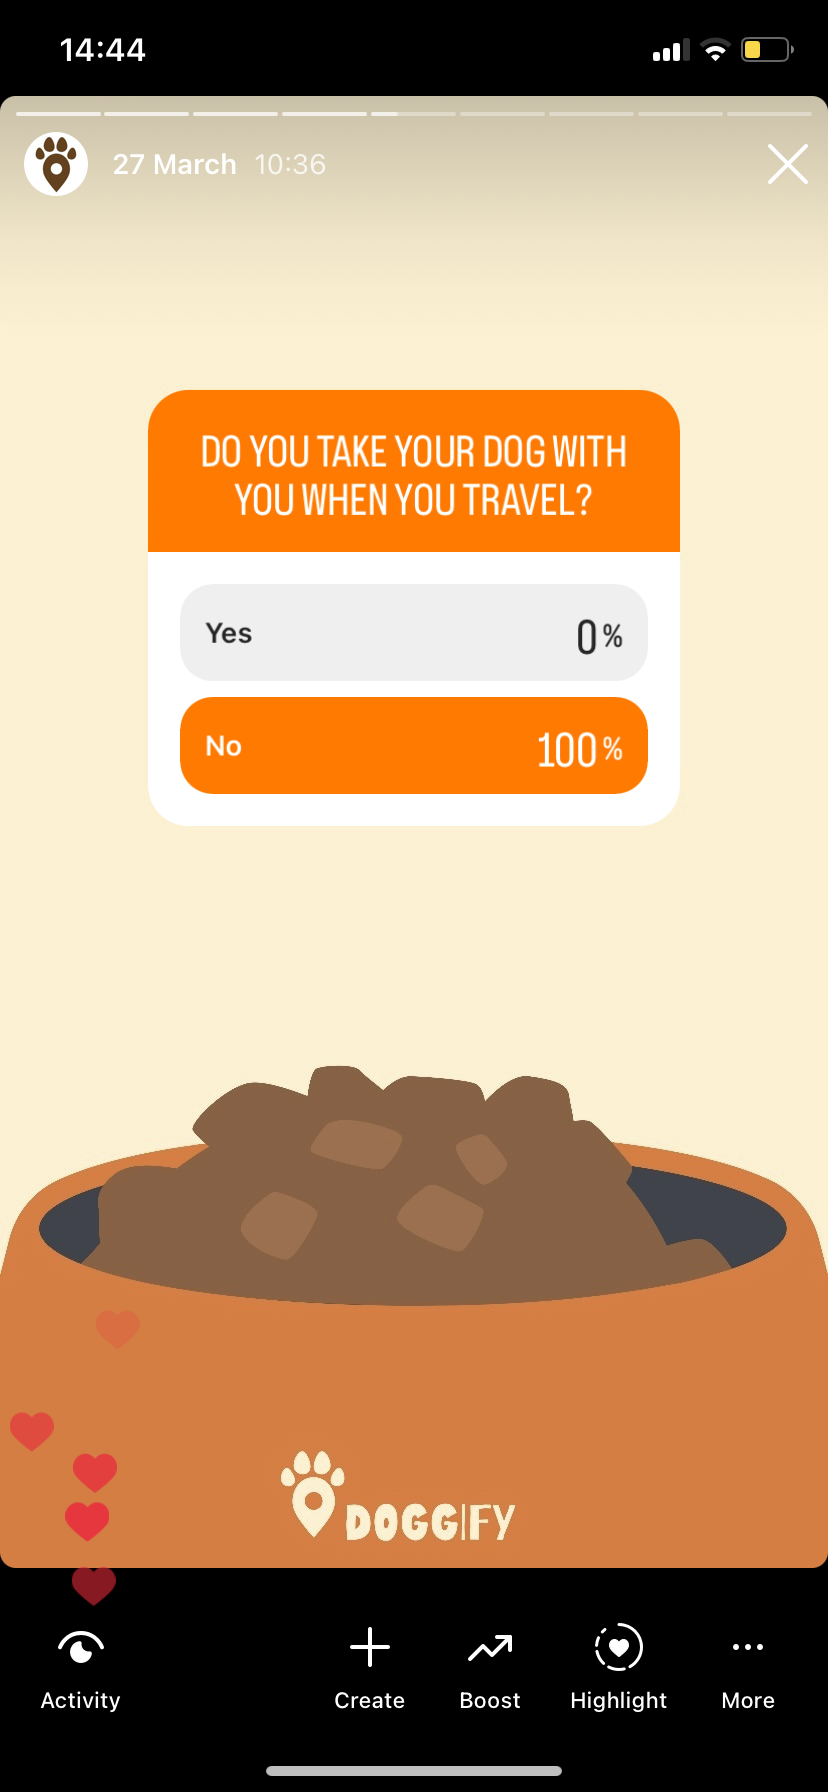 14:44
27 March 10:36
DO YOU TAKE YOUR DOG WITH
YOU WHEN YOU TRAVEL?
Yes 0%
No 100%
DOGGIFY
Activity Create Boost Highlight More